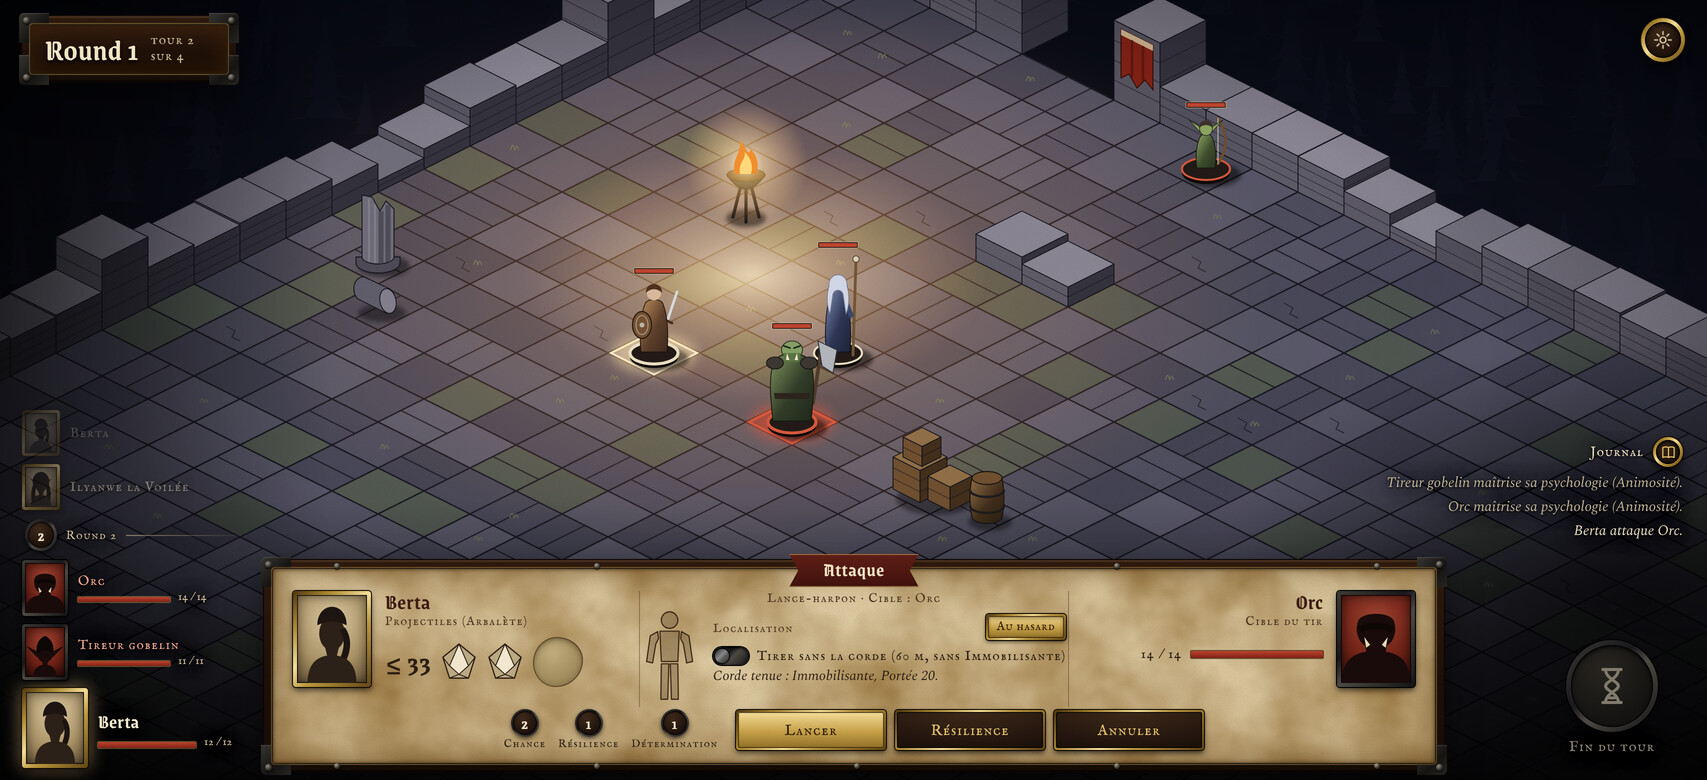 Round 1
TOUR 2
SUR 4
Berta
Ilyanwe la Voilée
2
Round 2
Orc
14/14
Tireur gobelin
11/11
Berta
12/12
Journal
Tireur gobelin maîtrise sa psychologie (Animosité).
Orc maîtrise sa psychologie (Animosité).
Berta attaque Orc.
Attaque
Lance-harpon · Cible : Orc
Berta
Projectiles (Arbalète)
≤ 33
Localisation
Au hasard
Tirer sans la corde (60 m, sans Immobilisante)
Corde tenue : Immobilisante, Portée 20.
Orc
Cible du tir
14 / 14
2
Chance
1
Résilience
1
Détermination
Lancer
Résilience
Annuler
Fin du tour